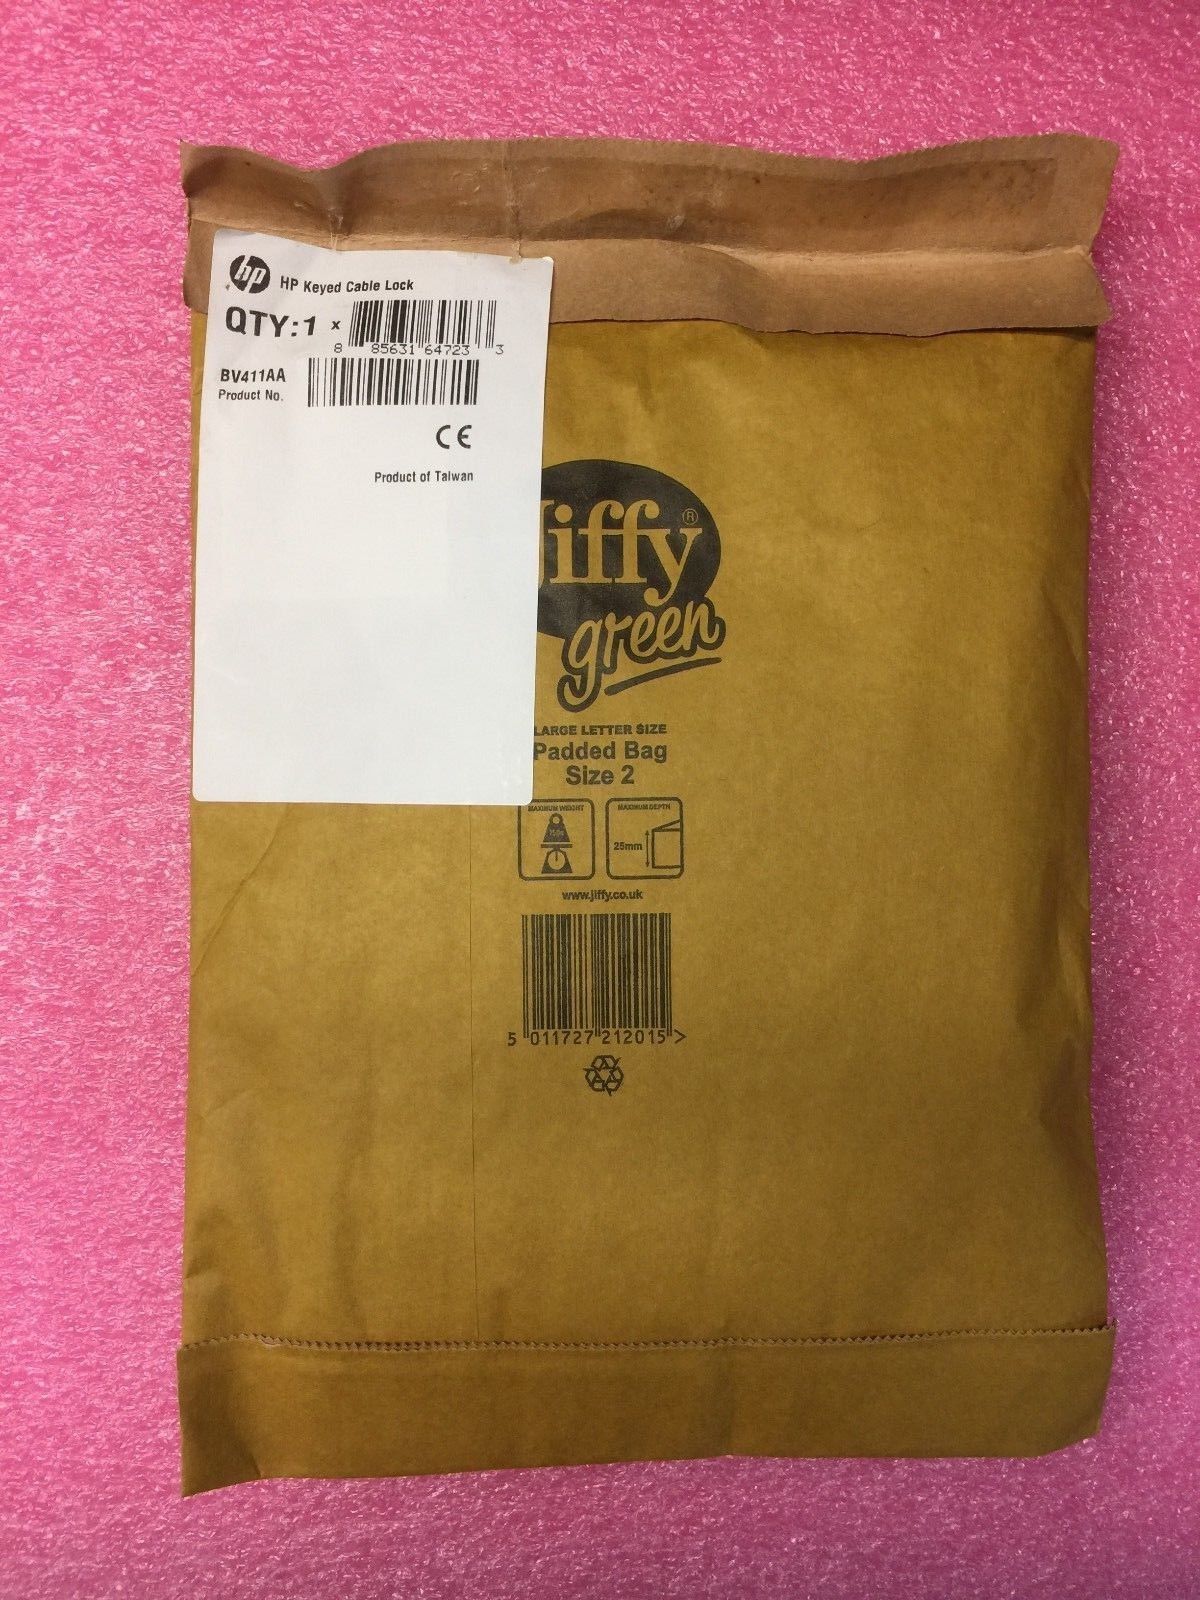 hp HP Keyed Cable Lock
QTY:1 x
8 85631 64723 3
BV411AA
Product No.
CE
Product of Taiwan
Jiffy®
green
LARGE LETTER SIZE
Padded Bag
Size 2
MAXIMUM WEIGHT MAXIMUM DEPTH
25mm
www.jiffy.co.uk
5 011727 212015 >